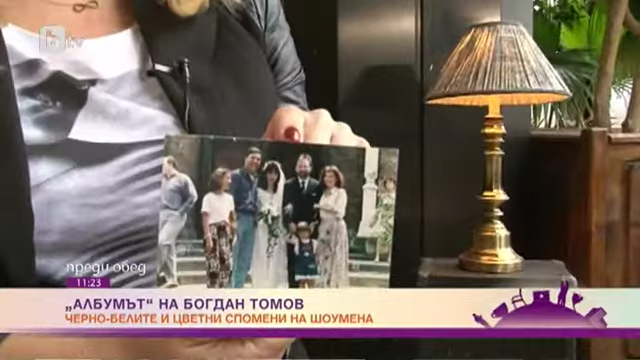 btv
преди обед
11:23
„АЛБУМЪТ“ НА БОГДАН ТОМОВ
ЧЕРНО-БЕЛИТЕ И ЦВЕТНИ СПОМЕНИ НА ШОУМЕНА